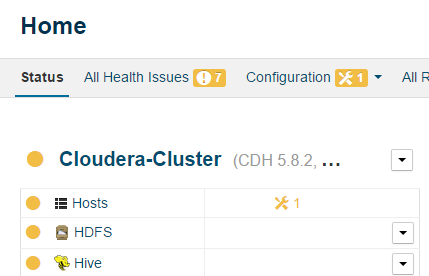 Home
Status All Health Issues 7 Configuration 1 All R
Cloudera-Cluster (CDH 5.8.2, ...
Hosts 1
HDFS
Hive